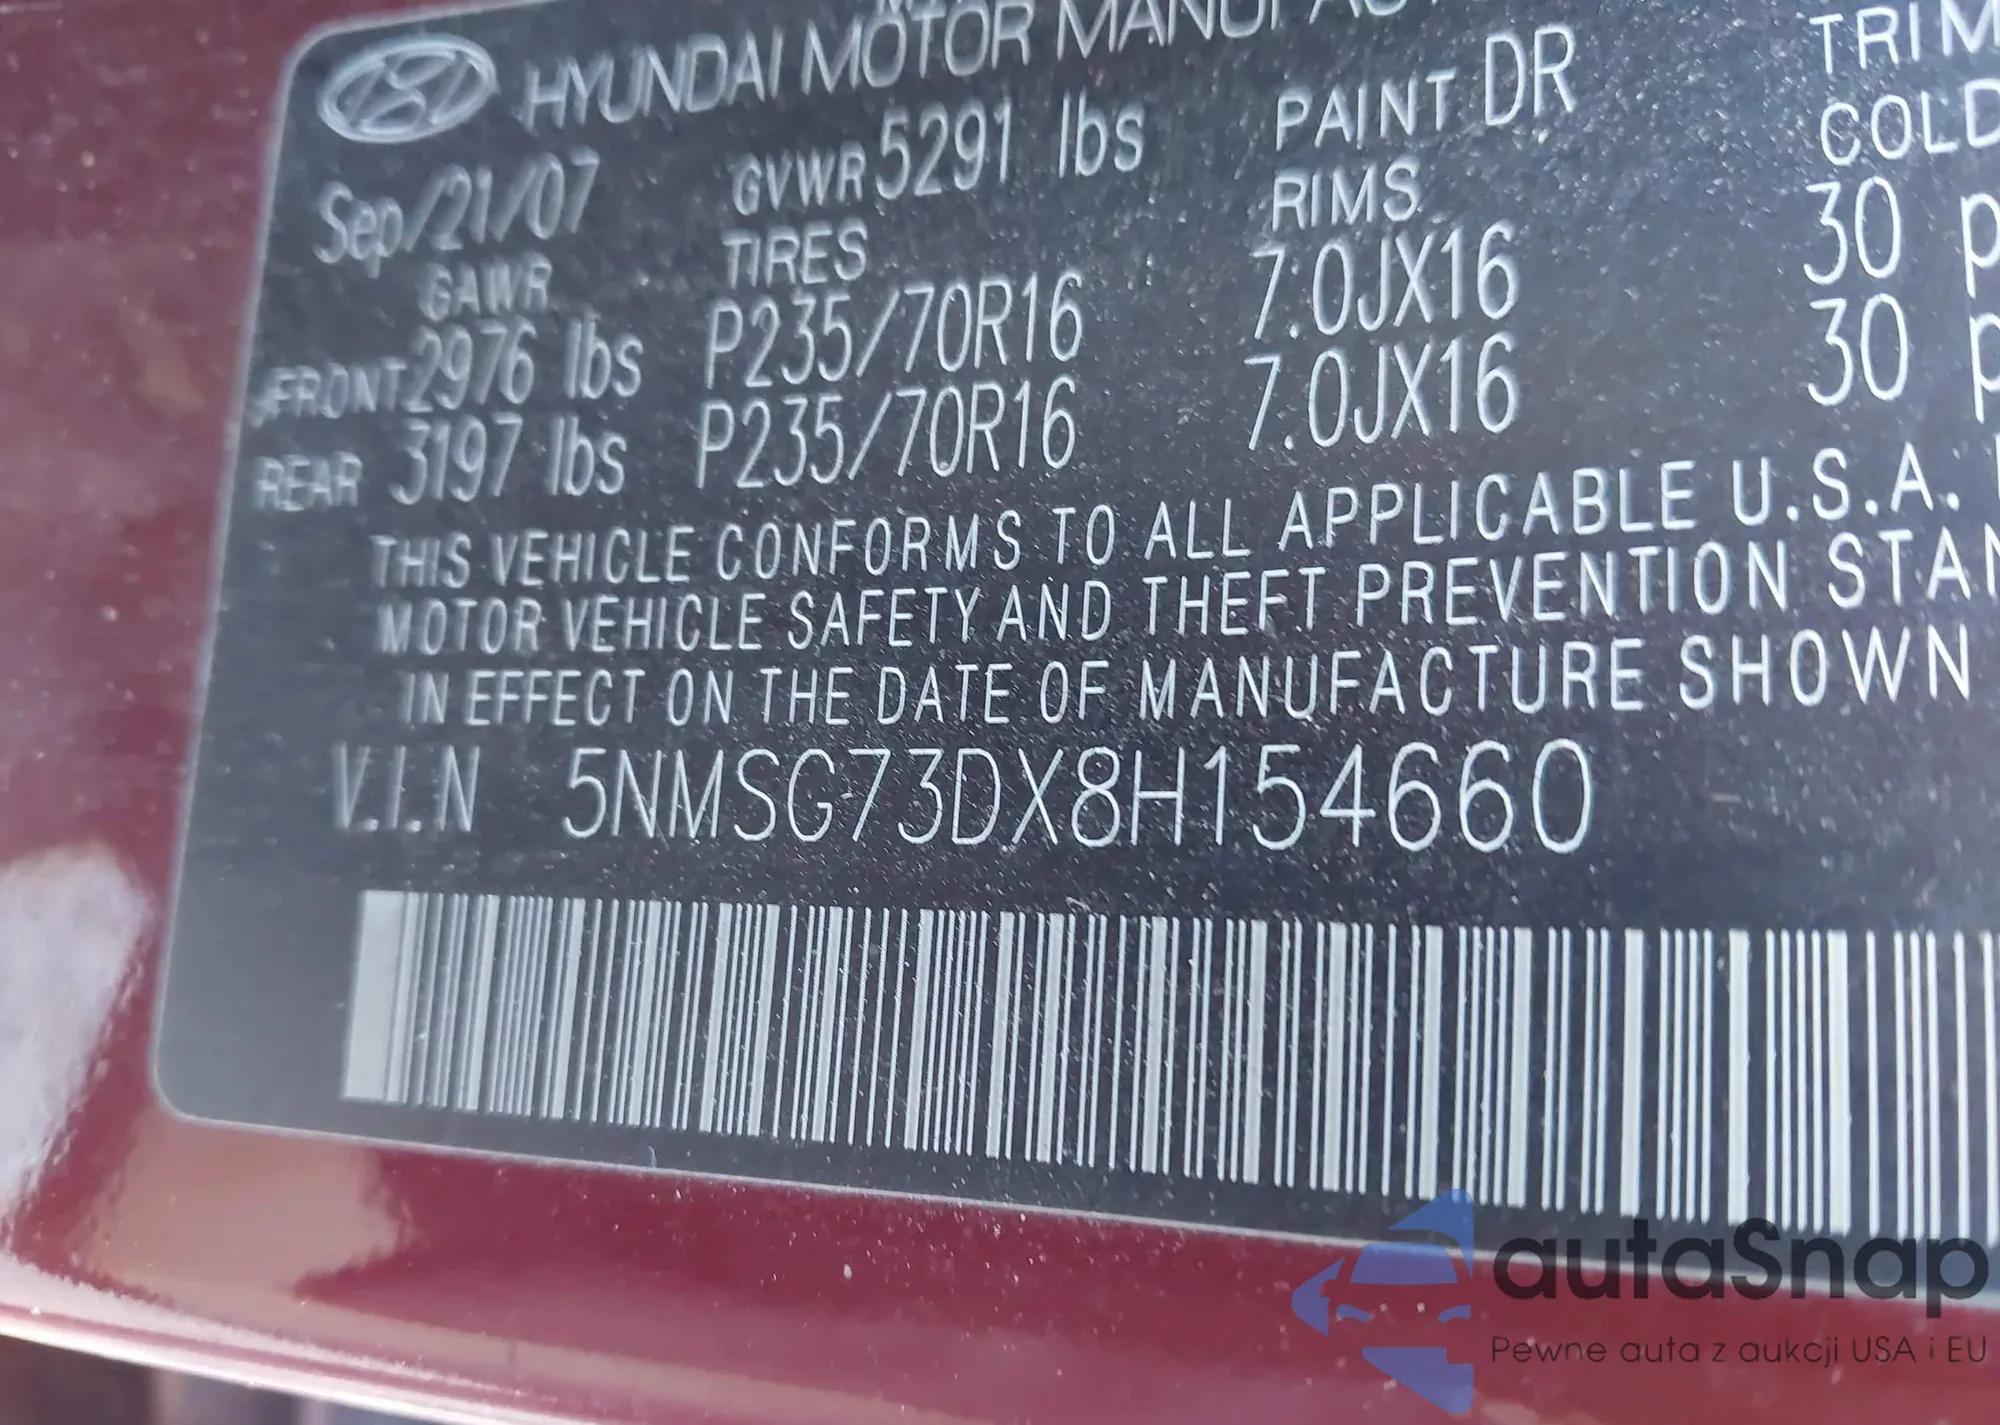 HYUNDAI MOTOR MANUFAC
Sep/21/07 GVWR 5291 lbs PAINT DR TRIM
GAWR TIRES RIMS COLD
FRONT 2976 lbs P235/70R16 7.0JX16 30 p
REAR 3197 lbs P235/70R16 7.0JX16 30 p
THIS VEHICLE CONFORMS TO ALL APPLICABLE U.S.A.
MOTOR VEHICLE SAFETY AND THEFT PREVENTION STAN
IN EFFECT ON THE DATE OF MANUFACTURE SHOWN
V.I.N 5NMSG73DX8H154660
autaSnap
Pewne auta z aukcji USA i EU